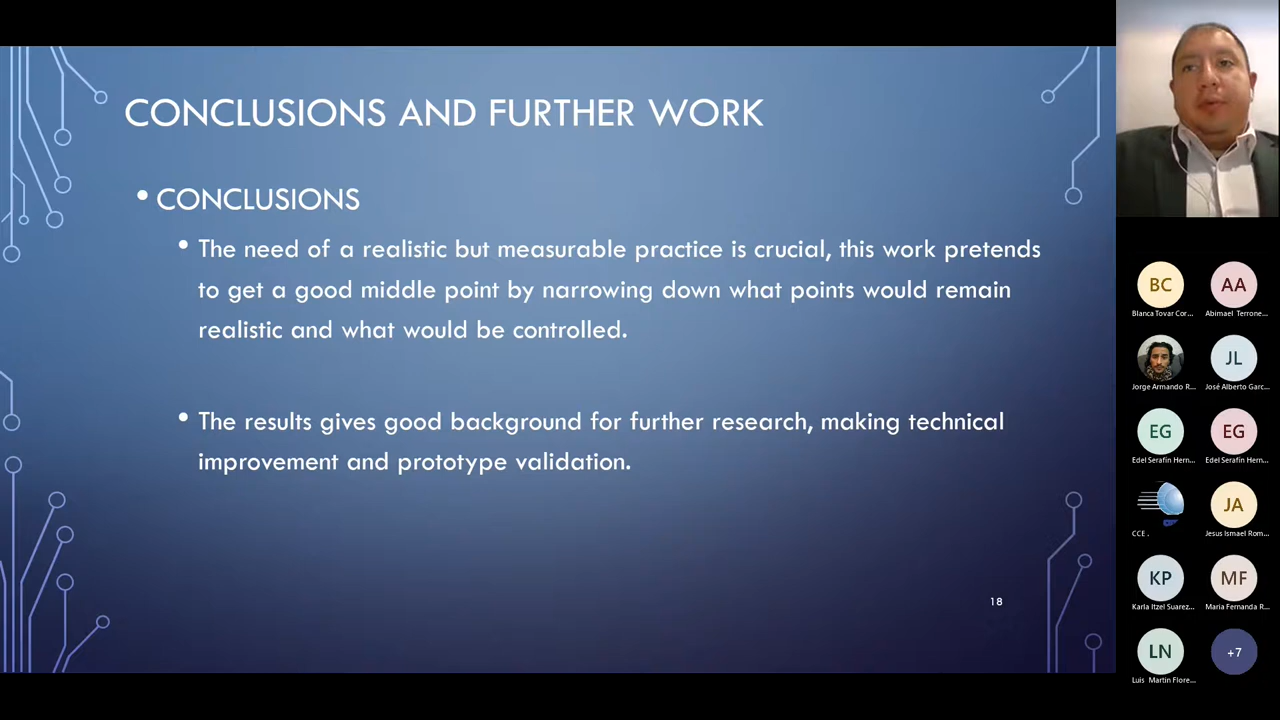 CONCLUSIONS AND FURTHER WORK
• CONCLUSIONS
• The need of a realistic but measurable practice is crucial, this work pretends
to get a good middle point by narrowing down what points would remain
realistic and what would be controlled.
• The results gives good background for further research, making technical
improvement and prototype validation.
18
BC
AA
Blanca Tovar Cor...
Abimael Terrone...
JL
Jorge Armando R...
José Alberto Garc...
EG
EG
Edel Serafín Hern...
Edel Serafín Hern...
JA
CCE .
Jesus Ismael Rom...
KP
MF
Karla Itzel Suarez...
Maria Fernanda R...
LN
+7
Luis Martin Flore...